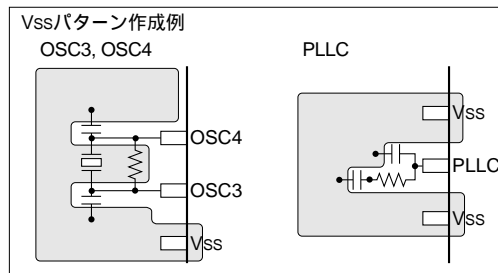 Vssパターン作成例
OSC3, OSC4
PLLC
OSC4
OSC3
Vss
Vss
PLLC
Vss